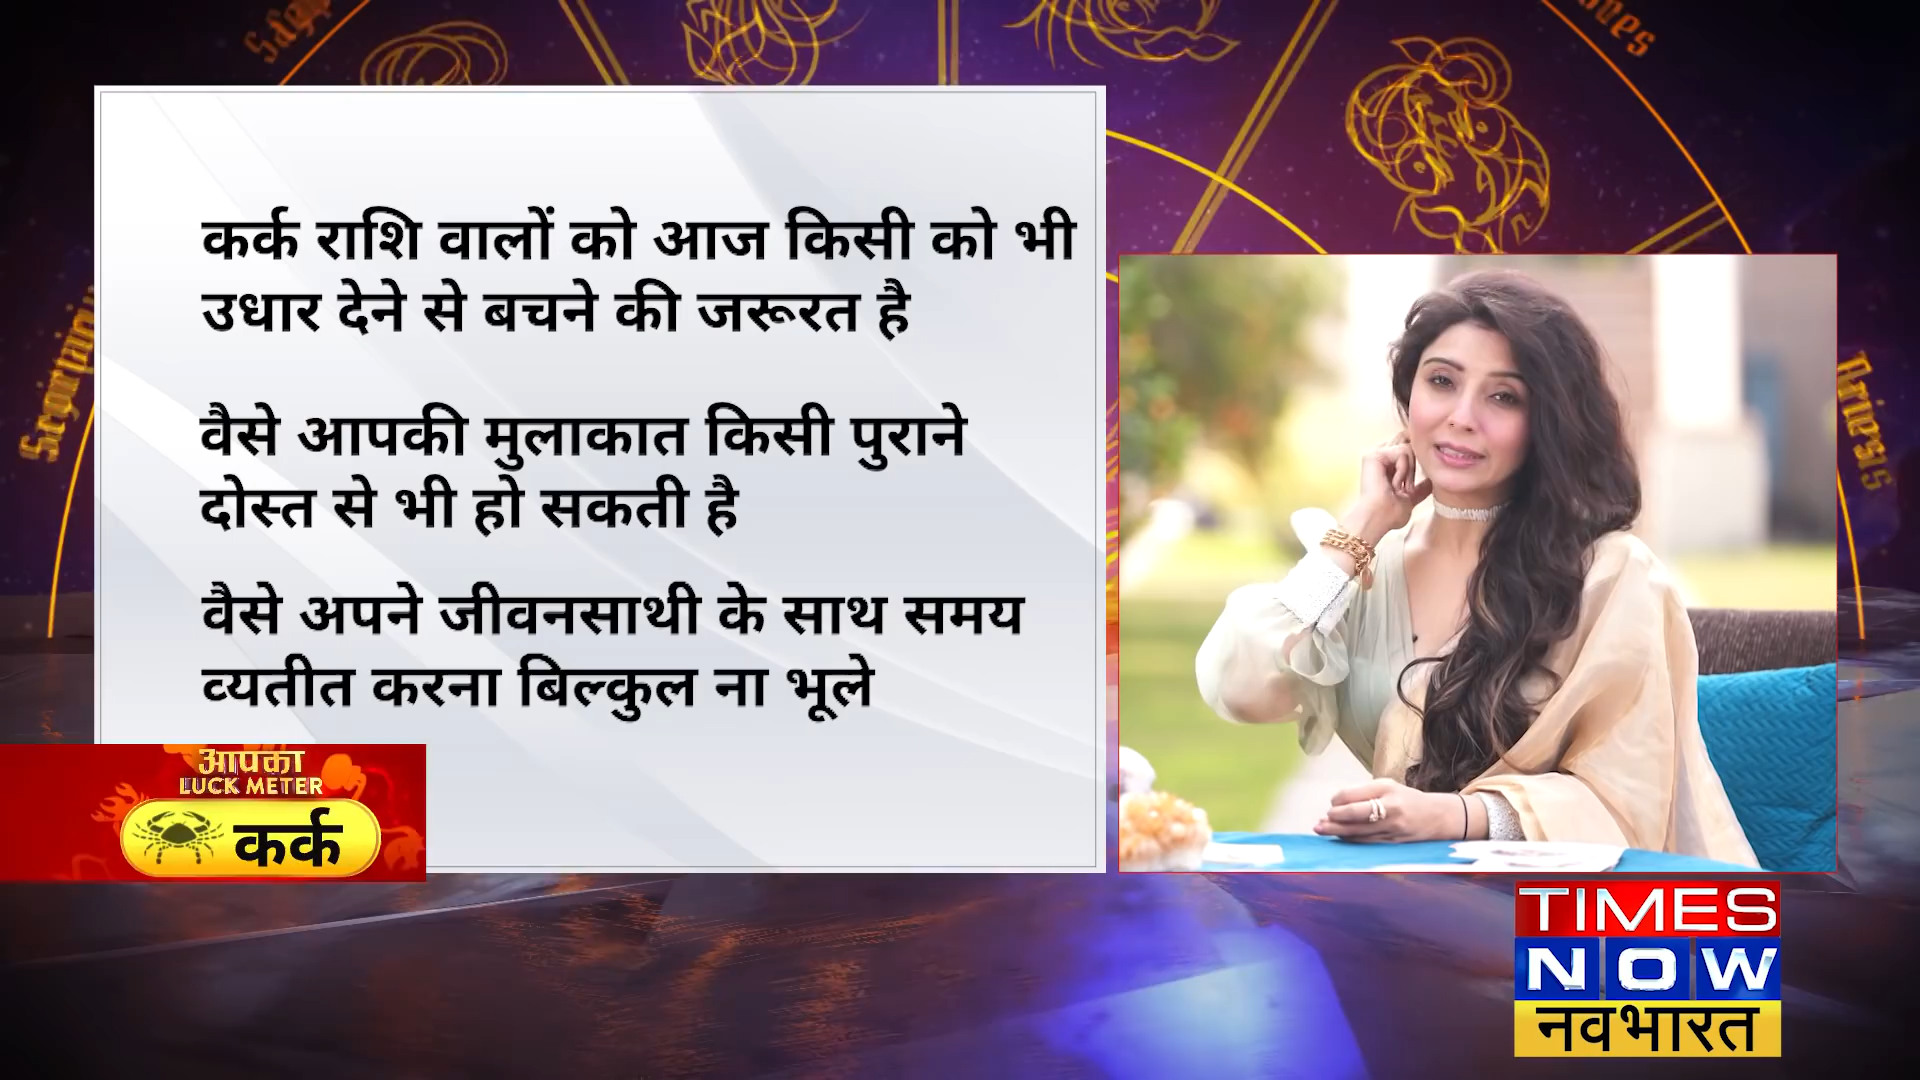 कर्क राशि वालों को आज किसी को भी
उधार देने से बचने की जरूरत है
वैसे आपकी मुलाकात किसी पुराने
दोस्त से भी हो सकती है
वैसे अपने जीवनसाथी के साथ समय
व्यतीत करना बिल्कुल ना भूले
आपका
LUCK METER
कर्क
TIMES
NOW
नवभारत